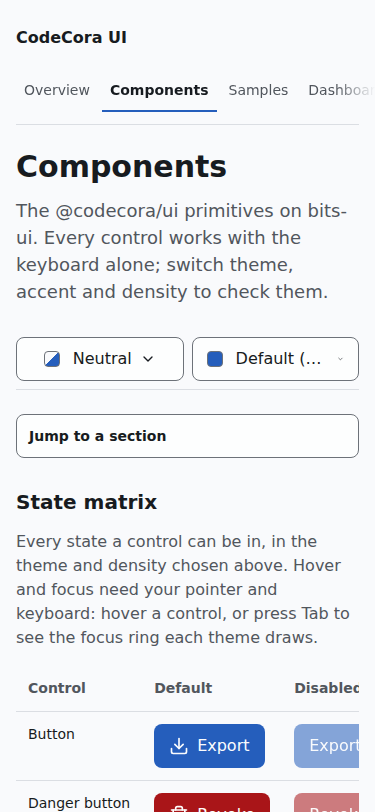 CodeCora UI
Overview Components Samples Dashboar
Components
The @codecora/ui primitives on bits-
ui. Every control works with the
keyboard alone; switch theme,
accent and density to check them.
Neutral Default (...
Jump to a section
State matrix
Every state a control can be in, in the
theme and density chosen above. Hover
and focus need your pointer and
keyboard: hover a control, or press Tab to
see the focus ring each theme draws.
Control Default Disabled
Button Export Export
Danger button Revoke